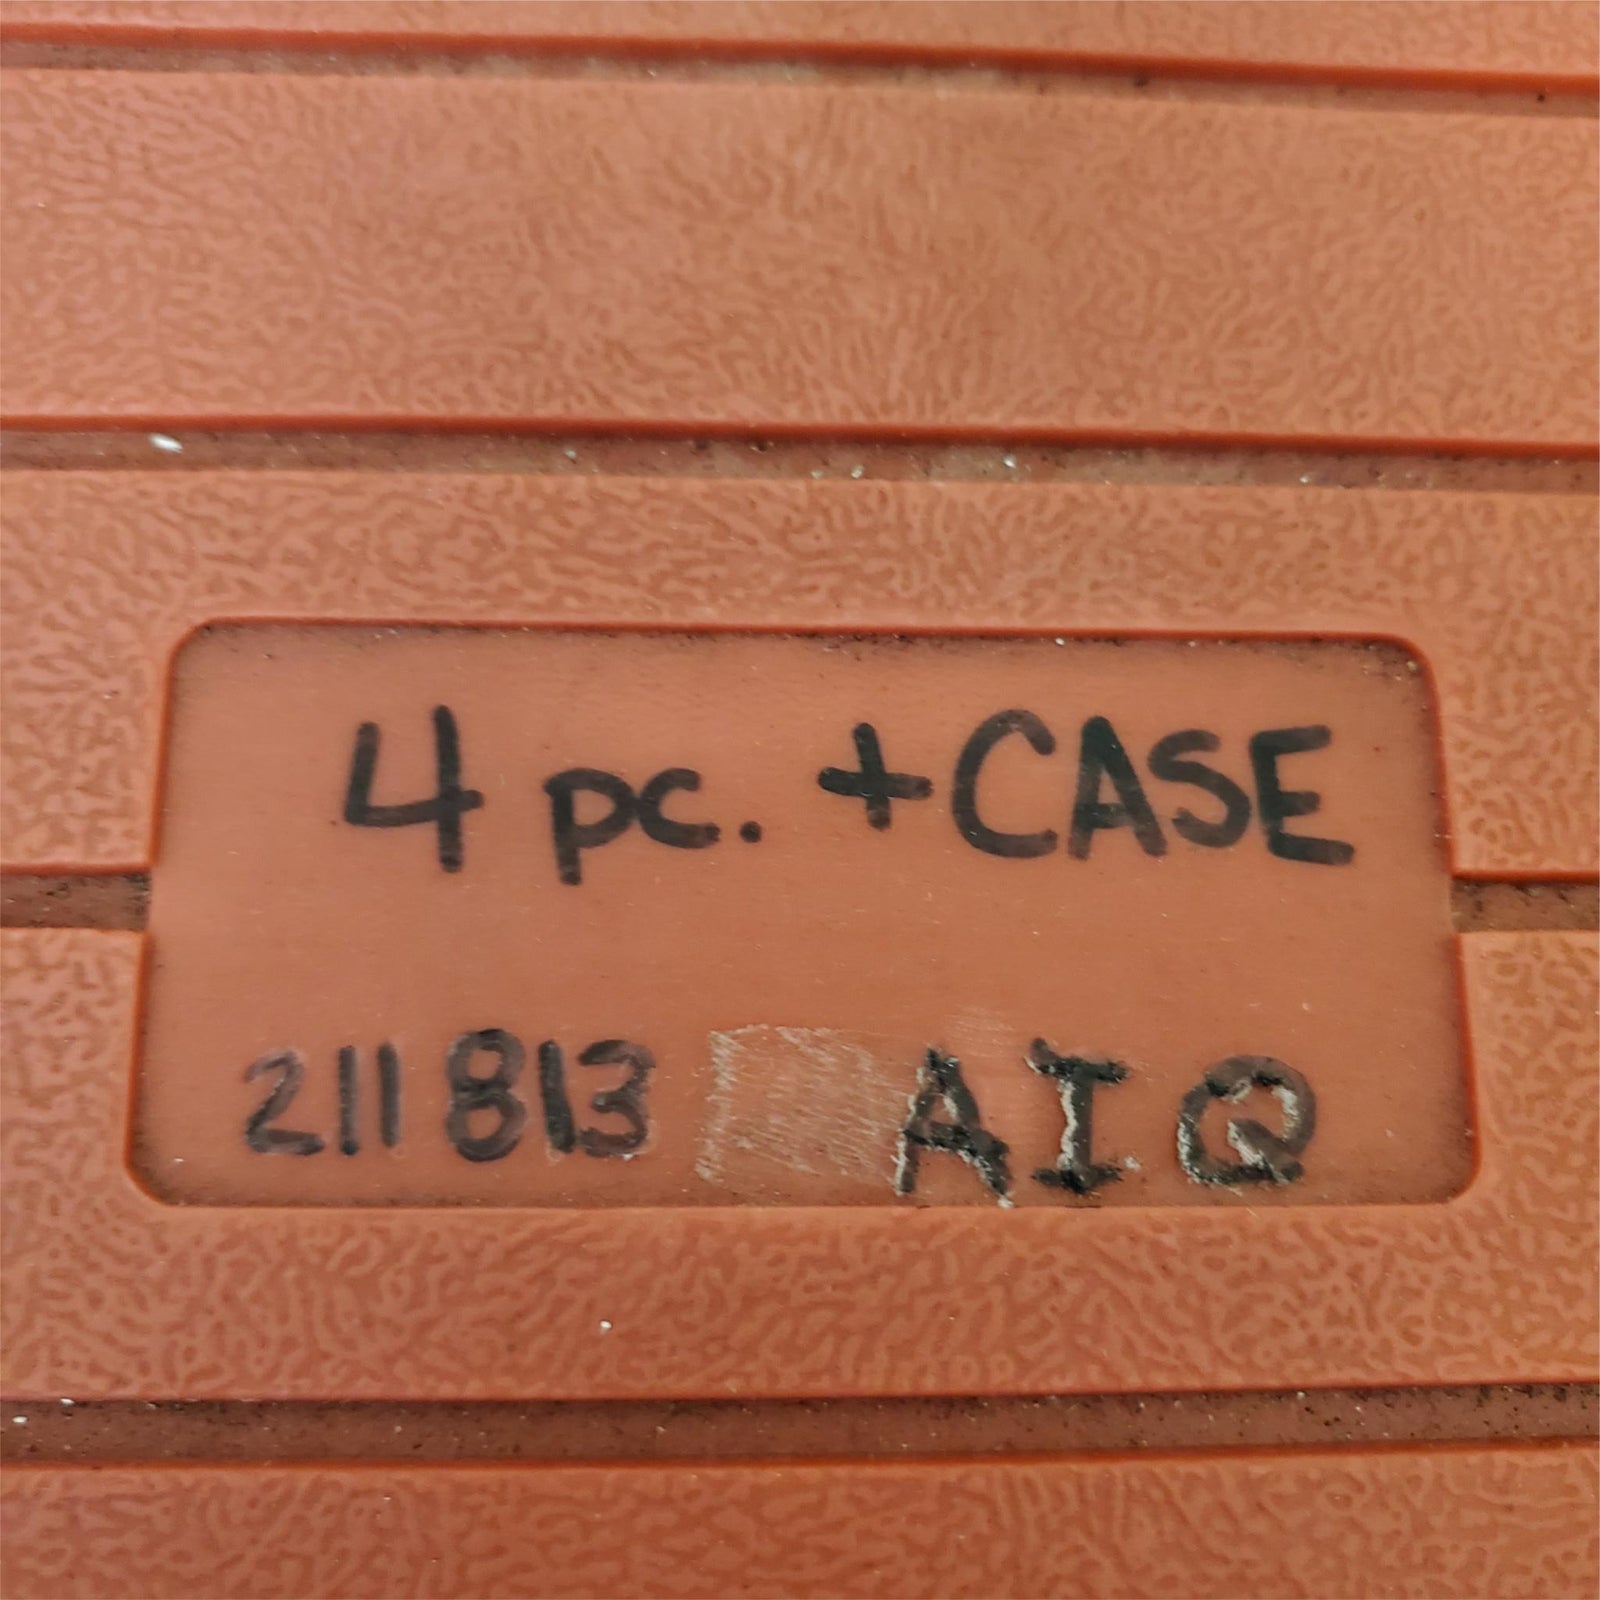 4 pc. +CASE
211813 AIQ